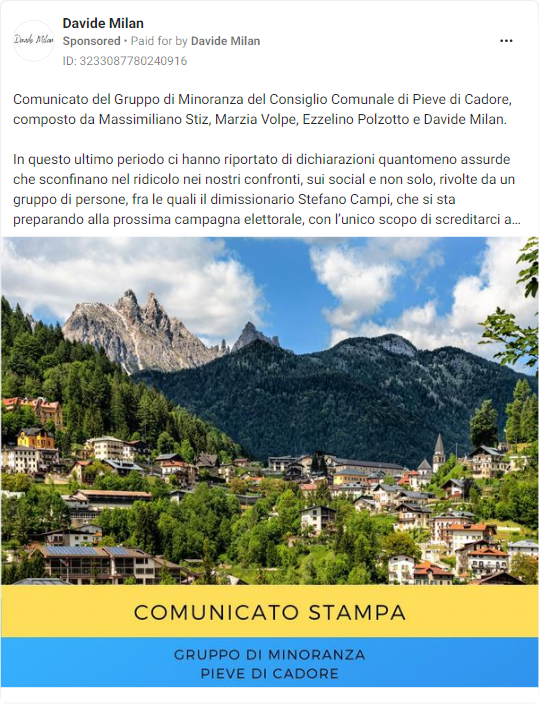 Davide Milan
Davide Milan
Sponsored • Paid for by Davide Milan
ID: 3233087780240916
Comunicato del Gruppo di Minoranza del Consiglio Comunale di Pieve di Cadore,
composto da Massimiliano Stiz, Marzia Volpe, Ezzelino Polzotto e Davide Milan.
In questo ultimo periodo ci hanno riportato di dichiarazioni quantomeno assurde
che sconfinano nel ridicolo nei nostri confronti, sui social e non solo, rivolte da un
gruppo di persone, fra le quali il dimissionario Stefano Campi, che si sta
preparando alla prossima campagna elettorale, con l’unico scopo di screditarci a...
COMUNICATO STAMPA
GRUPPO DI MINORANZA
PIEVE DI CADORE